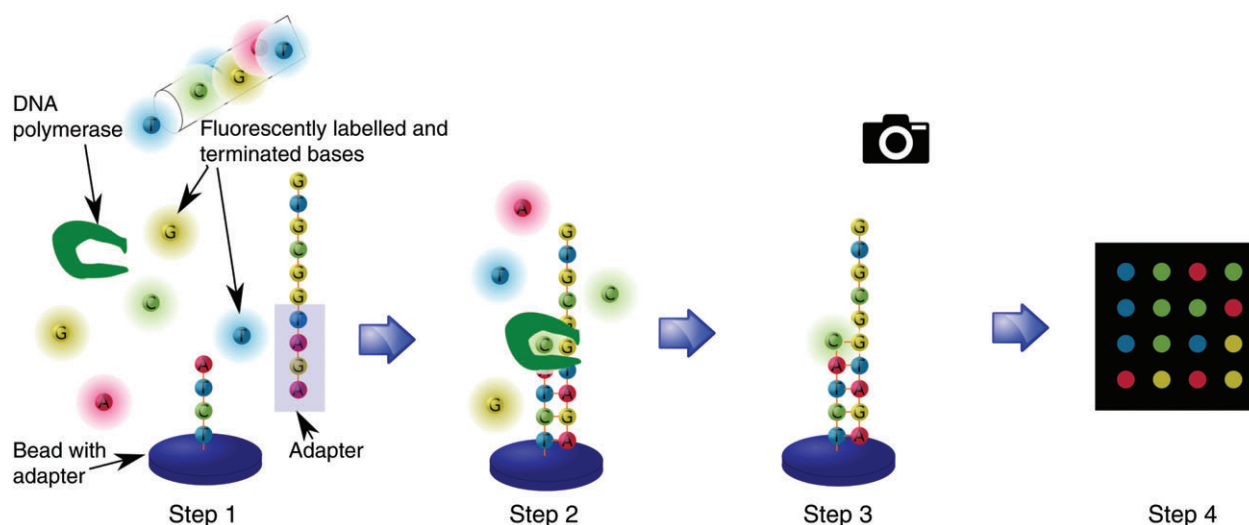 T
G
C
T
DNA
polymerase
Fluorescently labelled and
terminated bases
G
T
G
C
G
G
T
A
G
A
G
C
G
T
A
A
T
C
T
Bead with
adapter
Adapter
Step 1
A
T
C
G
G
T
G
C
G
G
T
A
G
A
C
T
C
T
Step 2
G
T
G
C
G
C G
A T
T A
C G
T A
Step 3
Step 4